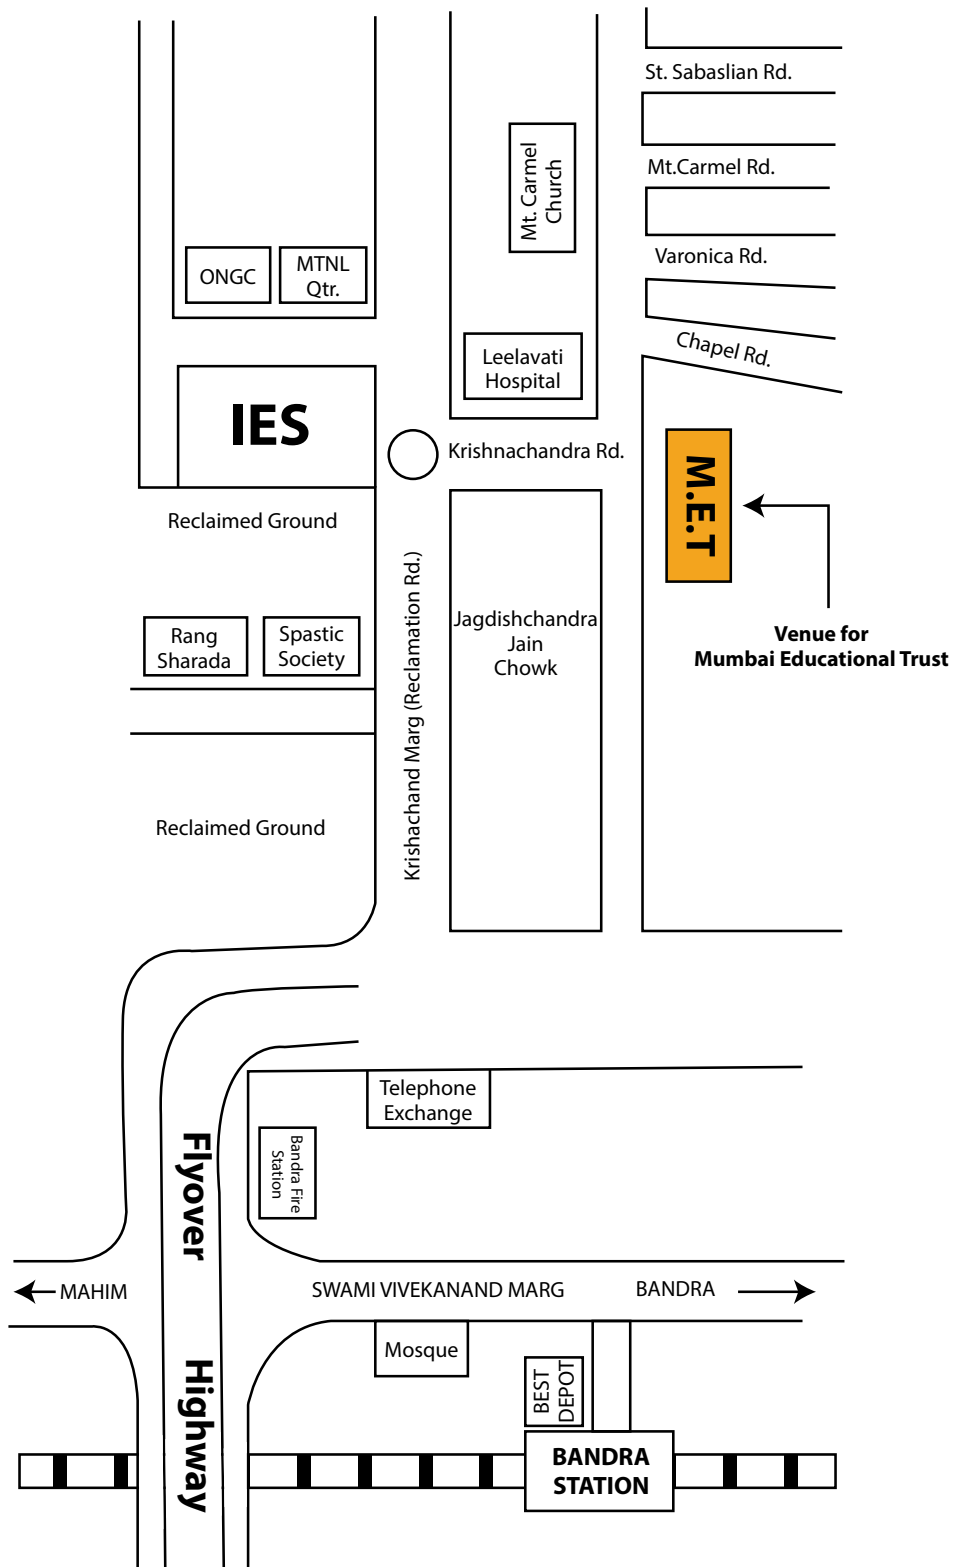 St. Sabaslian Rd.
Mt. Carmel
Church
Mt.Carmel Rd.
ONGC
MTNL
Qtr.
Varonica Rd.
Chapel Rd.
Leelavati
Hospital
IES
Krishnachandra Rd.
M.E.T
Reclaimed Ground
Krishachand Marg (Reclamation Rd.)
Rang
Sharada
Spastic
Society
Jagdishchandra
Jain
Chowk
Venue for
Mumbai Educational Trust
Reclaimed Ground
Telephone
Exchange
Bandra Fire
Station
Flyover
MAHIM
SWAMI VIVEKANAND MARG
BANDRA
Mosque
BEST
DEPOT
Highway
BANDRA
STATION